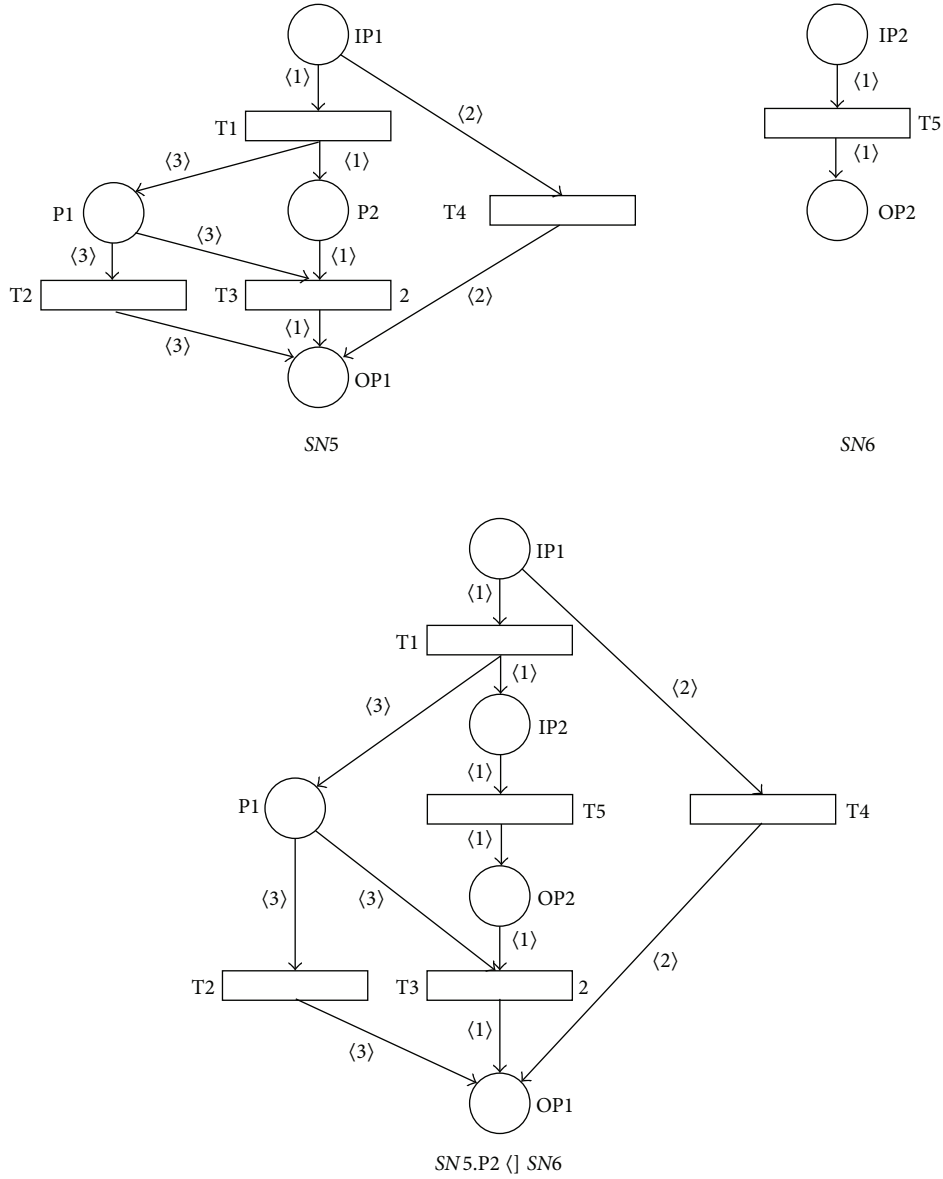 IP1
⟨1⟩
⟨2⟩
T1
⟨3⟩
⟨1⟩
P1
P2
T4
⟨3⟩
⟨3⟩
⟨1⟩
T2
T3
2
⟨1⟩
⟨2⟩
⟨3⟩
OP1
SN5
IP2
⟨1⟩
T5
⟨1⟩
OP2
SN6
IP1
⟨1⟩
T1
⟨1⟩
⟨2⟩
⟨3⟩
IP2
⟨1⟩
P1
T5
T4
⟨1⟩
⟨3⟩
⟨3⟩
OP2
⟨1⟩
⟨2⟩
T2
T3
2
⟨1⟩
⟨3⟩
OP1
SN5.P2 ⟨] SN6